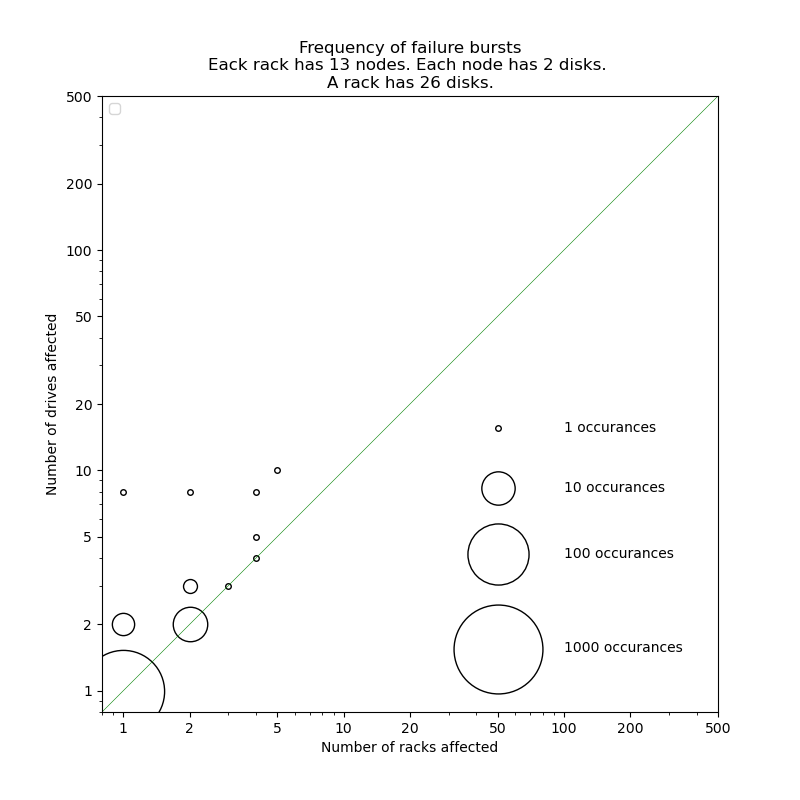 Frequency of failure bursts
Eack rack has 13 nodes. Each node has 2 disks.
A rack has 26 disks.
500
200
100
50
20
10
5
2
1
Number of drives affected
1 occurances
10 occurances
100 occurances
1000 occurances
1 2 5 10 20 50 100 200 500
Number of racks affected